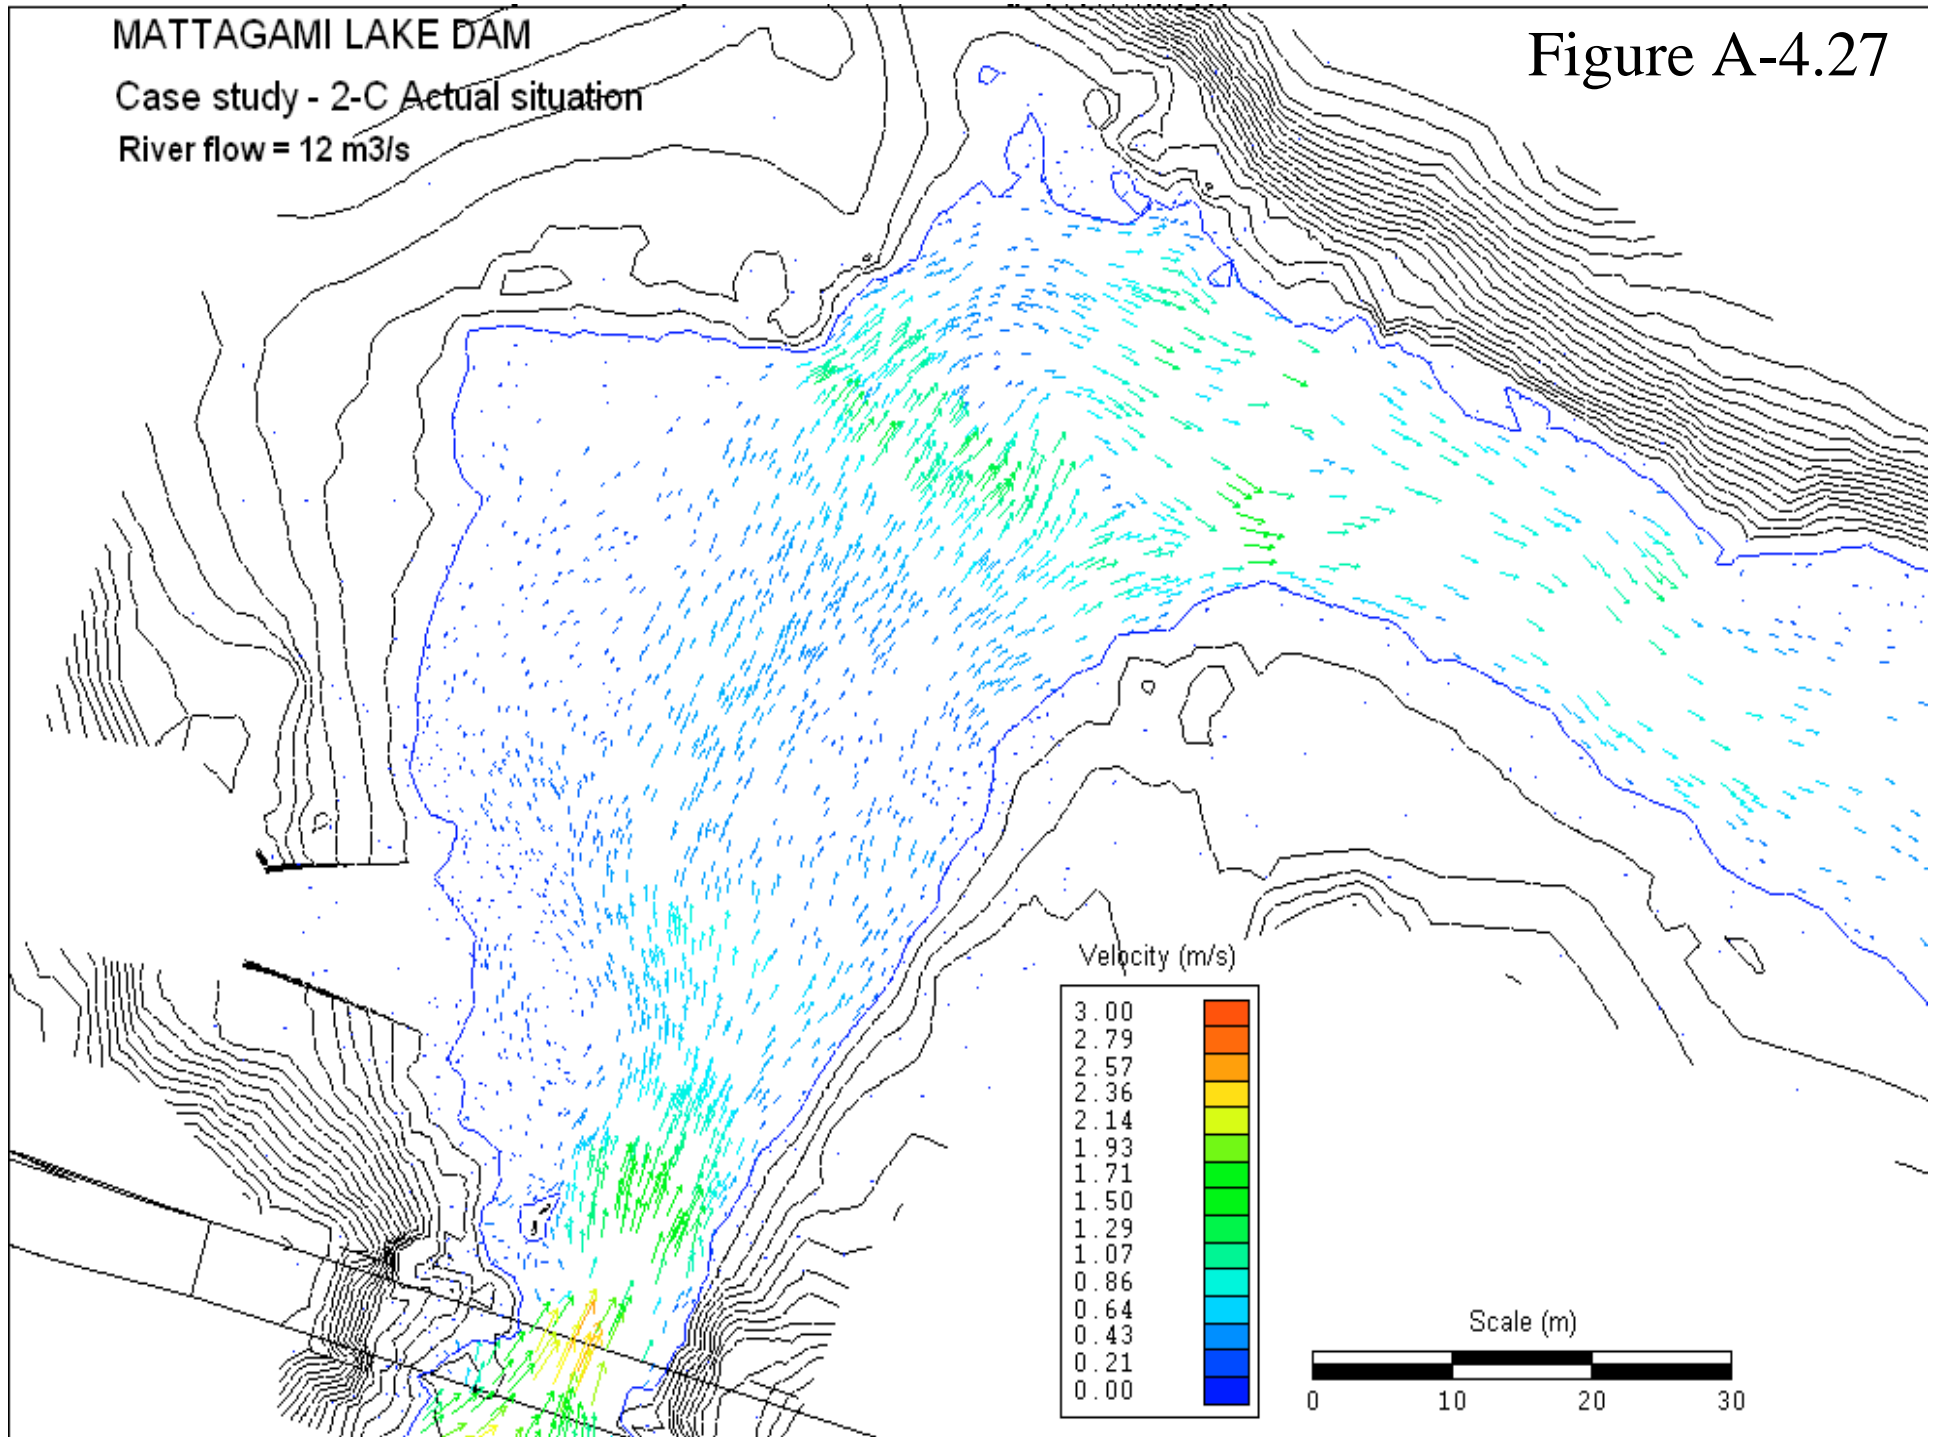 MATTAGAMI LAKE DAM
Figure A-4.27
Case study - 2-C Actual situation
River flow = 12 m3/s
Velocity (m/s)
3.00
2.79
2.57
2.36
2.14
1.93
1.71
1.50
1.29
1.07
0.86
0.64
0.43
0.21
0.00
Scale (m)
0 10 20 30